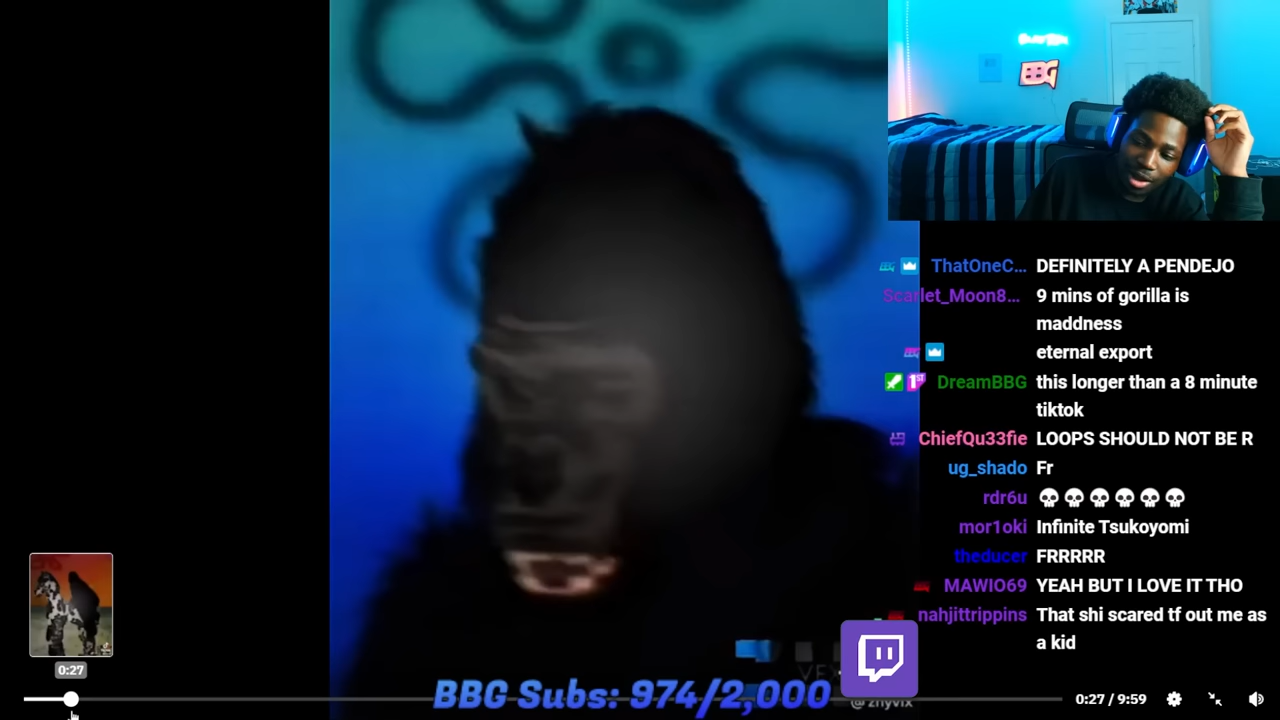 BBG
ThatOneC... DEFINITELY A PENDEJO
Scarlet_Moon8... 9 mins of gorilla is
maddness
eternal export
DreamBBG this longer than a 8 minute
tiktok
ChiefQu33fie LOOPS SHOULD NOT BE R
ug_shado Fr
rdr6u 💀💀💀💀💀💀
mor1oki Infinite Tsukoyomi
theducer FRRRRR
MAWIO69 YEAH BUT I LOVE IT THO
nahjittrippins That shi scared tf out me as
a kid
0:27
BBG Subs: 974/2,000
0:27 / 9:59
@zhyvix